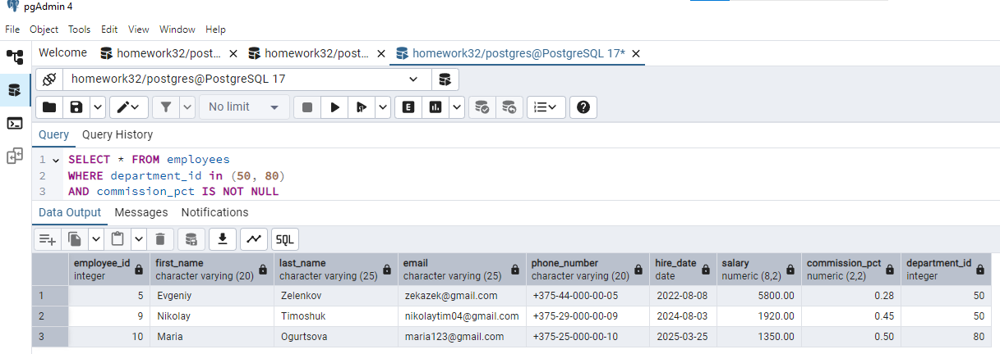 pgAdmin 4
File Object Tools Edit View Window Help
Welcome homework32/post... homework32/post... homework32/postgres@PostgreSQL 17*
homework32/postgres@PostgreSQL 17
No limit E
Query Query History
1 SELECT * FROM employees
2 WHERE department_id in (50, 80)
3 AND commission_pct IS NOT NULL
Data Output Messages Notifications
SQL
employee_id first_name last_name email phone_number hire_date salary commission_pct department_id
integer character varying (20) character varying (25) character varying (25) character varying (20) date numeric (8,2) numeric (2,2) integer
1 5 Evgeniy Zelenkov zekazek@gmail.com +375-44-000-00-05 2022-08-08 5800.00 0.28 50
2 9 Nikolay Timoshuk nikolaytim04@gmail.com +375-29-000-00-09 2024-08-03 1920.00 0.45 50
3 10 Maria Ogurtsova maria123@gmail.com +375-25-000-00-10 2025-03-25 1350.00 0.50 80